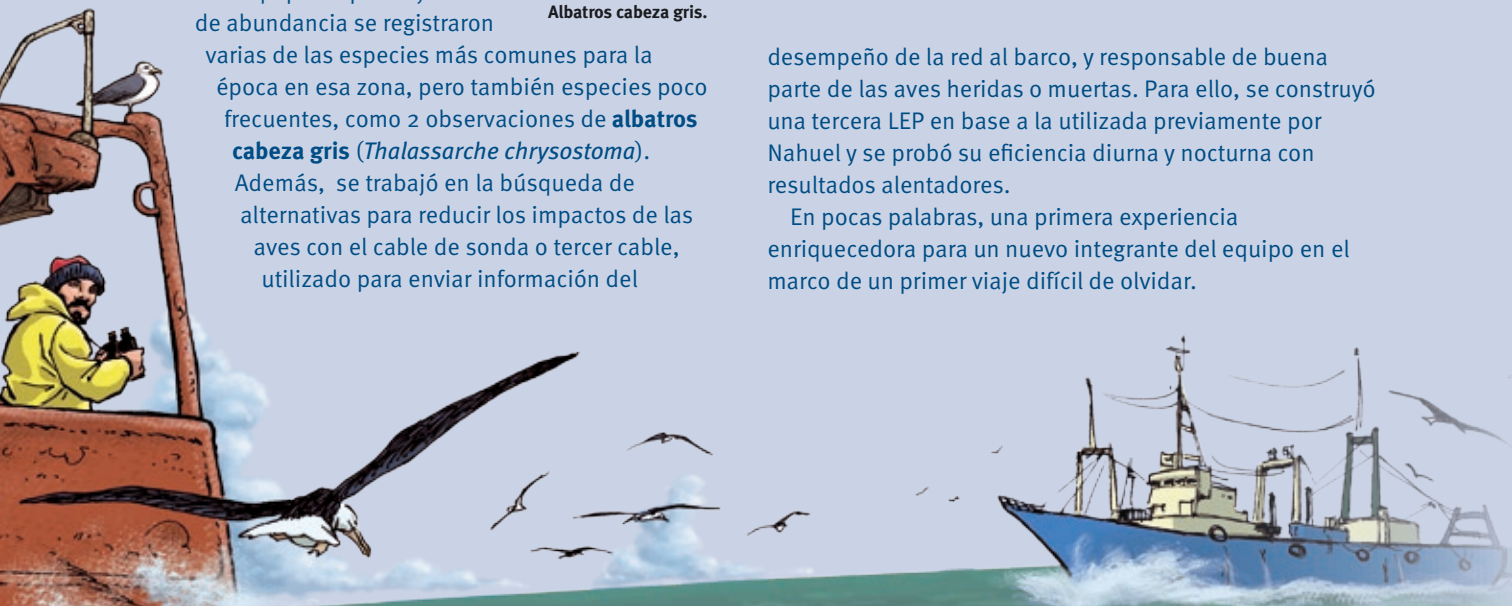 de abundancia se registraron
varias de las especies más comunes para la
época en esa zona, pero también especies poco
frecuentes, como 2 observaciones de albatros
cabeza gris (Thalassarche chrysostoma).
Además, se trabajó en la búsqueda de
alternativas para reducir los impactos de las
aves con el cable de sonda o tercer cable,
utilizado para enviar información del
Albatros cabeza gris.
desempeño de la red al barco, y responsable de buena
parte de las aves heridas o muertas. Para ello, se construyó
una tercera LEP en base a la utilizada previamente por
Nahuel y se probó su eficiencia diurna y nocturna con
resultados alentadores.
En pocas palabras, una primera experiencia
enriquecedora para un nuevo integrante del equipo en el
marco de un primer viaje difícil de olvidar.